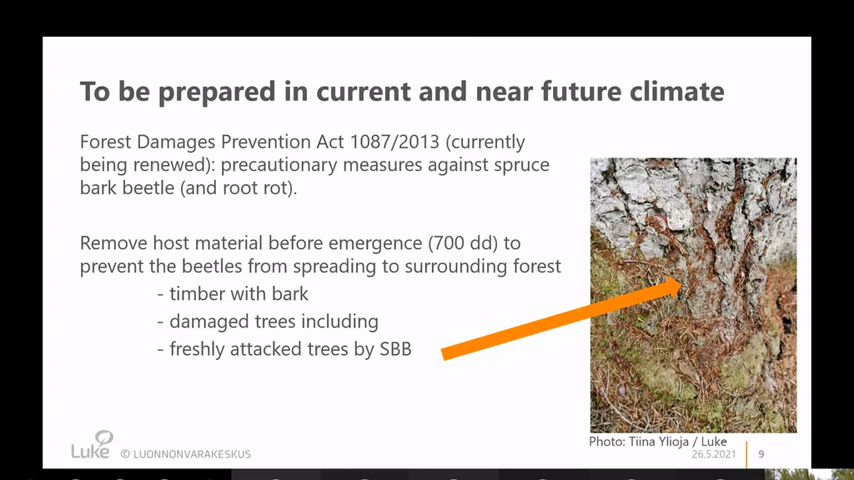 To be prepared in current and near future climate
Forest Damages Prevention Act 1087/2013 (currently
being renewed): precautionary measures against spruce
bark beetle (and root rot).
Remove host material before emergence (700 dd) to
prevent the beetles from spreading to surrounding forest
- timber with bark
- damaged trees including
- freshly attacked trees by SBB
Photo: Tiina Ylioja / Luke
Luke © LUONNONVARAKESKUS
26.5.2021 9